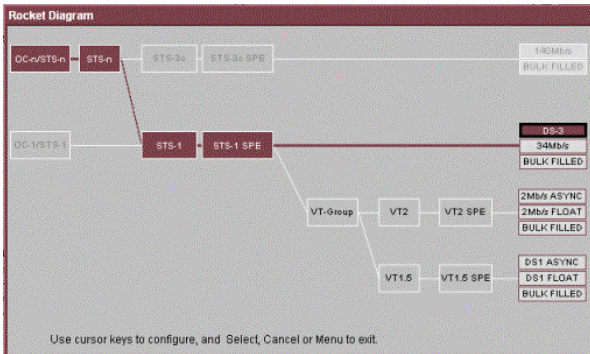 Rocket Diagram
OC-n/STS-n STS-n STS-3c STS-3c SPE 140Mb/s
BULK FILLED
OC-1/STS-1 STS-1 STS-1 SPE DS-3
34Mb/s
BULK FILLED
VT-Group VT2 VT2 SPE 2Mb/s ASYNC
2Mb/s FLOAT
BULK FILLED
VT1.5 VT1.5 SPE DS1 ASYNC
DS1 FLOAT
BULK FILLED
Use cursor keys to configure, and Select, Cancel or Menu to exit.